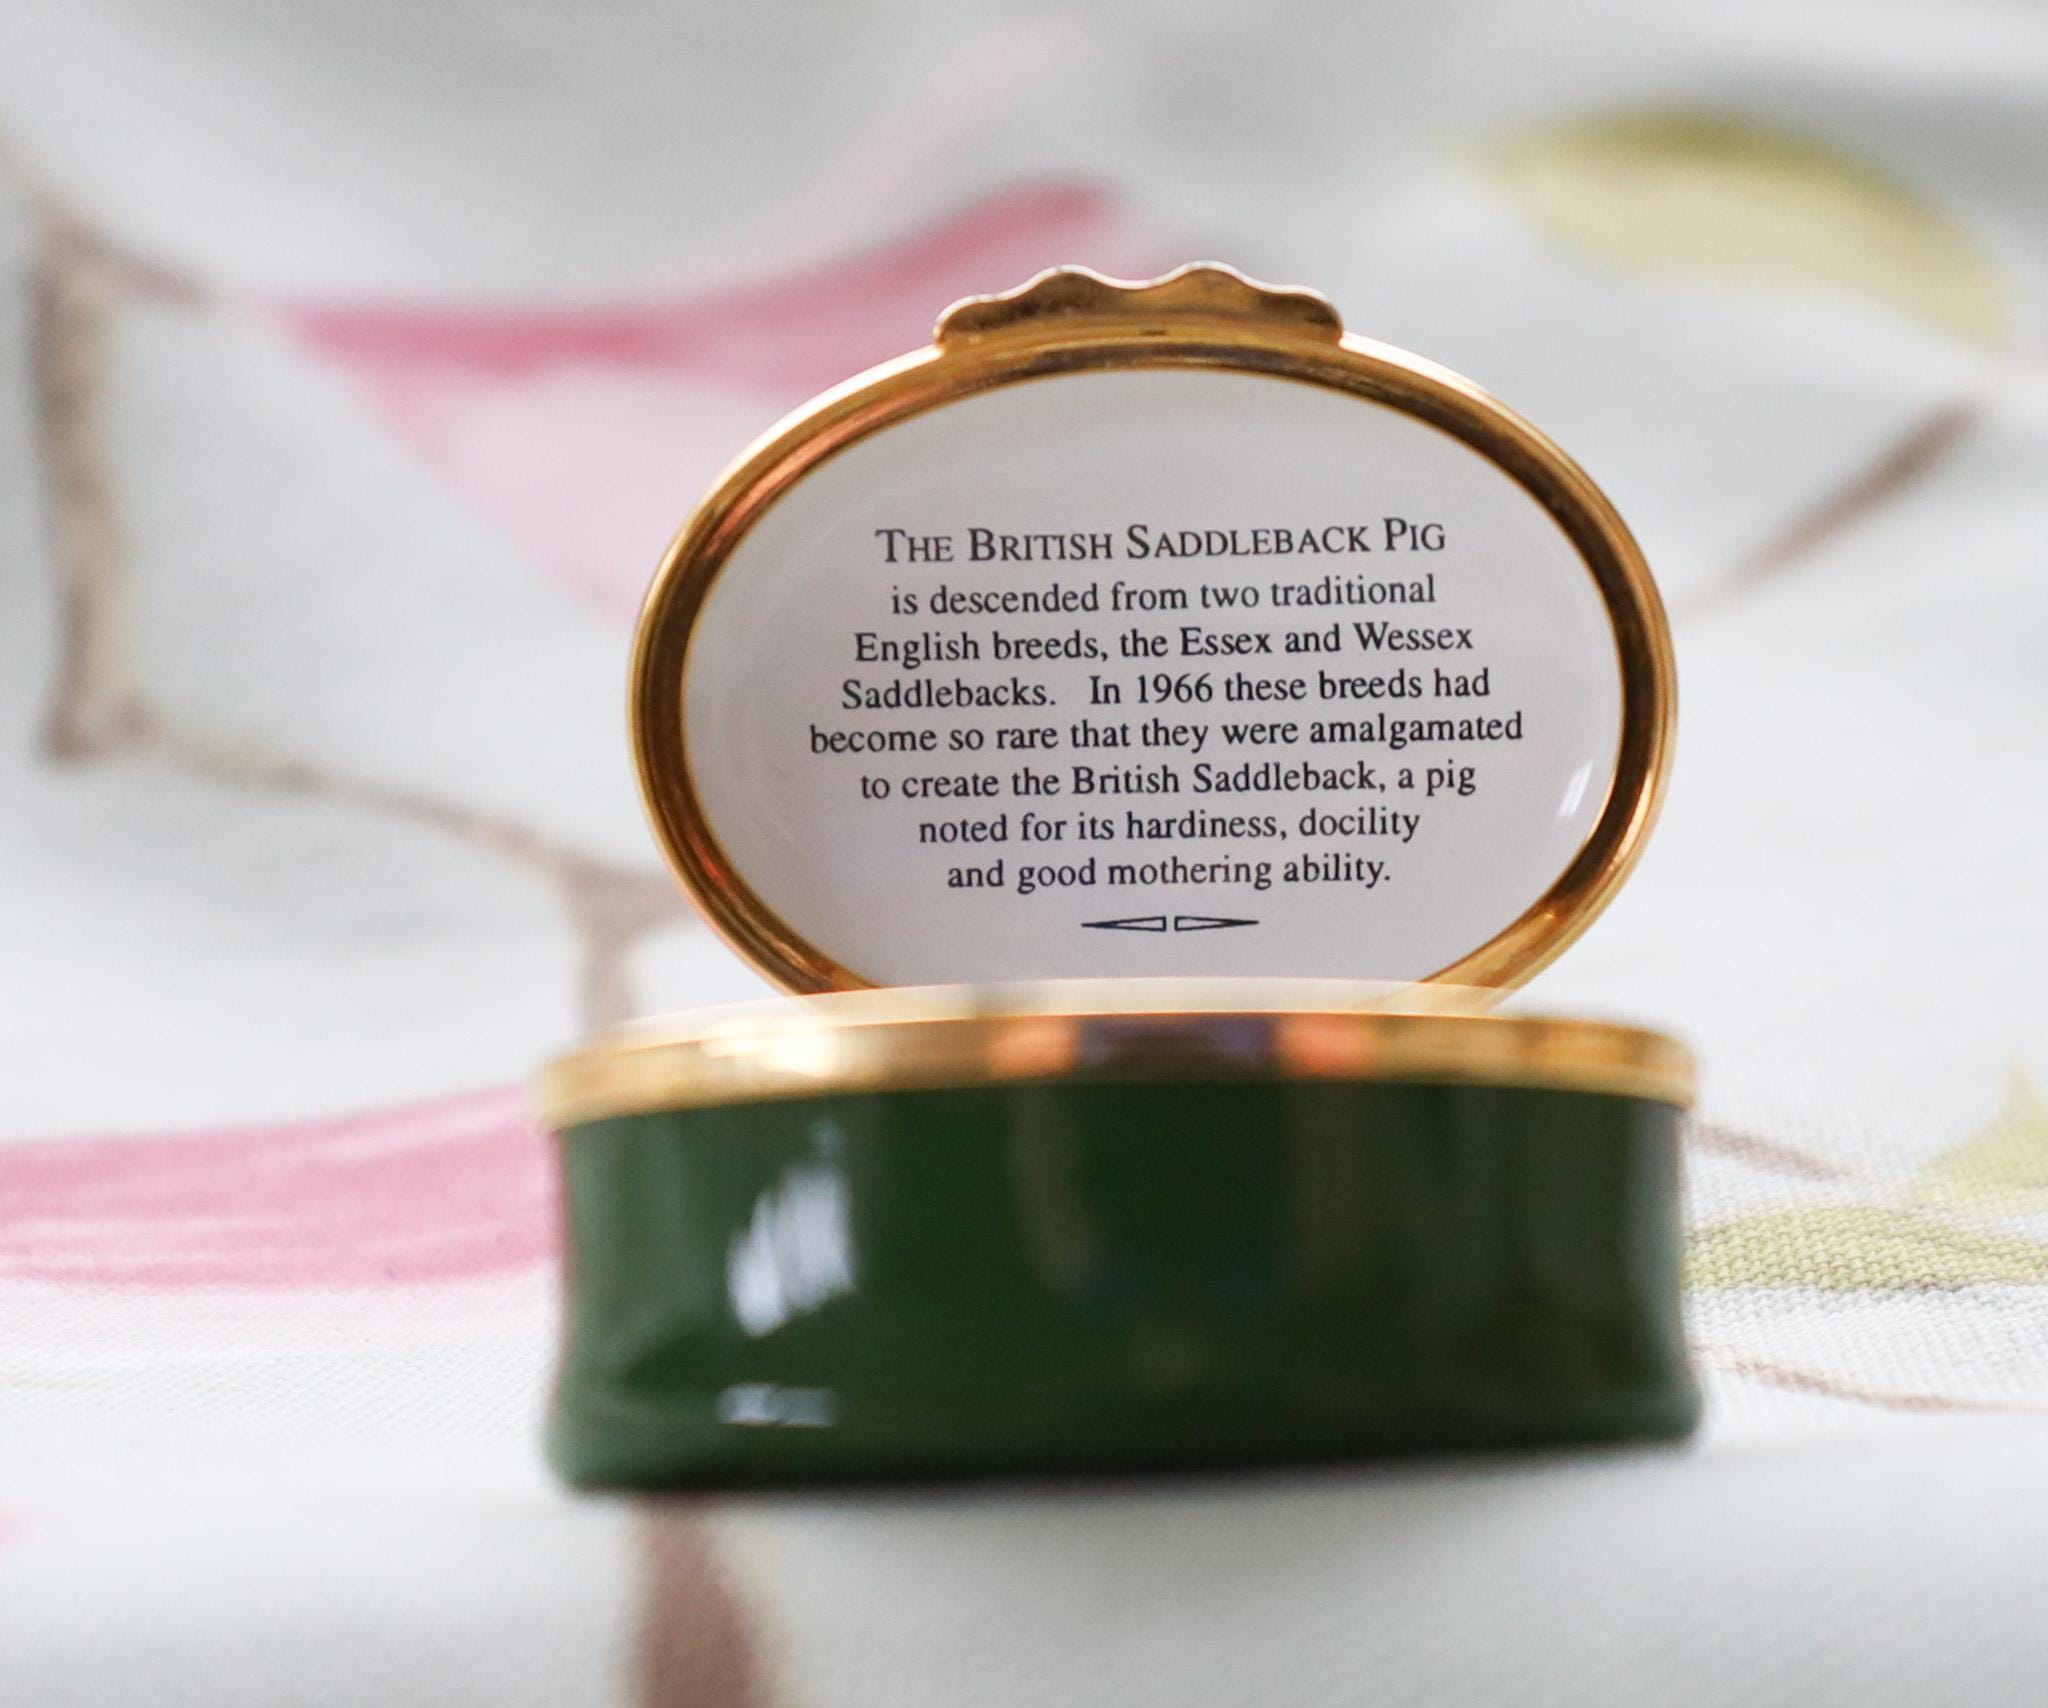 THE BRITISH SADDLEBACK PIG
is descended from two traditional
English breeds, the Essex and Wessex
Saddlebacks. In 1966 these breeds had
become so rare that they were amalgamated
to create the British Saddleback, a pig
noted for its hardiness, docility
and good mothering ability.